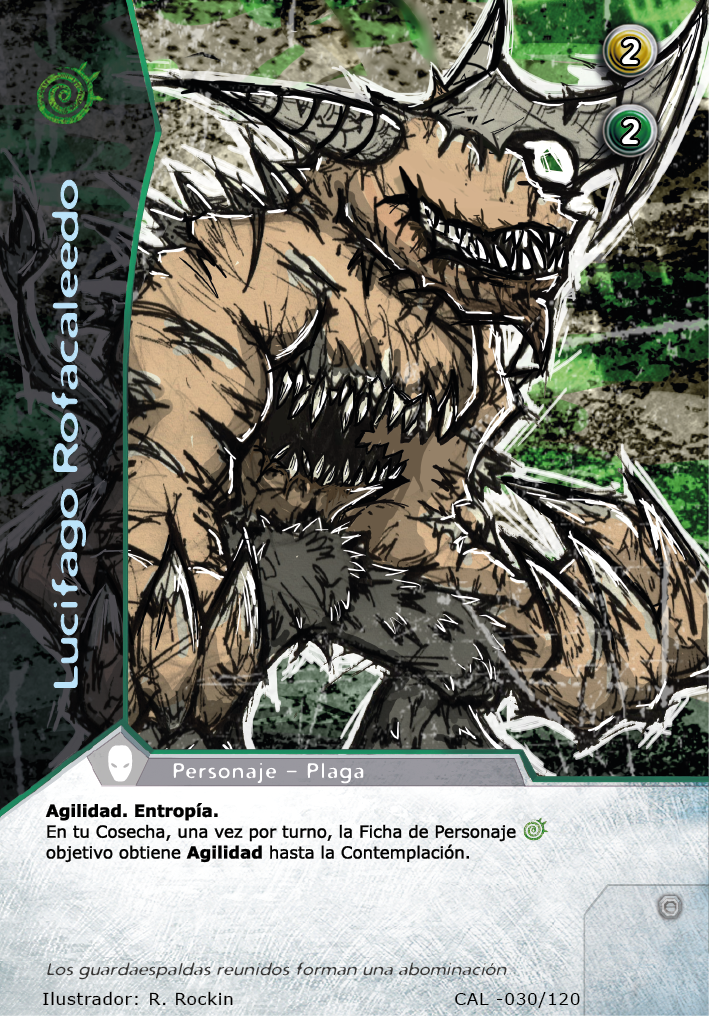 2
2
Lucifago Rofacaleedo
Personaje – Plaga
Agilidad. Entropía.
En tu Cosecha, una vez por turno, la Ficha de Personaje
objetivo obtiene Agilidad hasta la Contemplación.
Los guardaespaldas reunidos forman una abominación
Ilustrador: R. Rockin
CAL -030/120